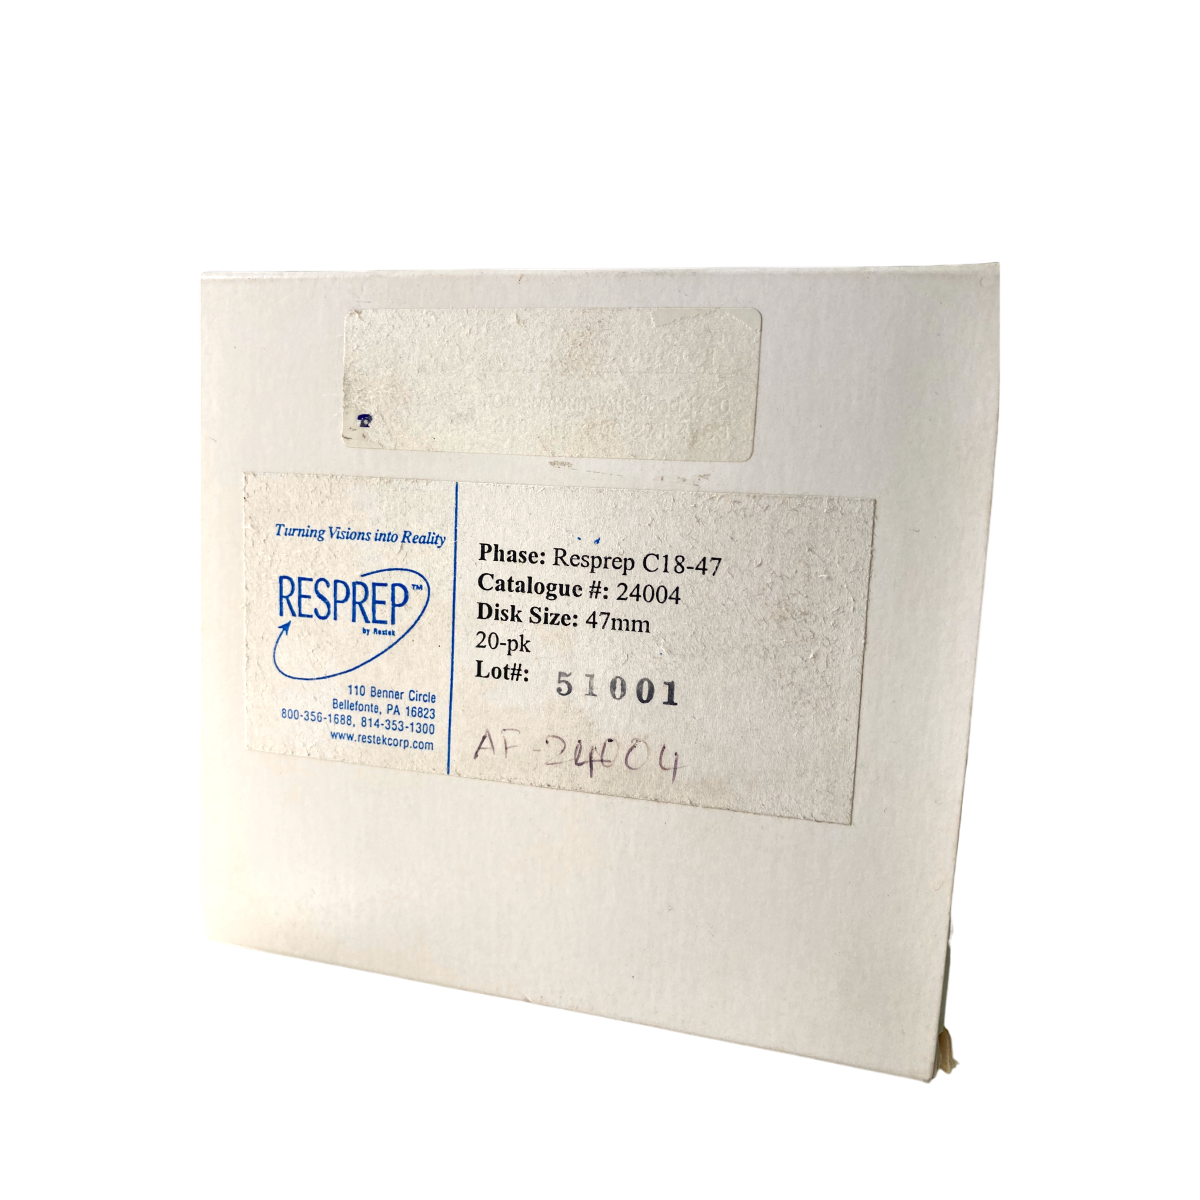 Turning Visions into Reality
RESPREP™
by Restek
110 Benner Circle
Bellefonte, PA 16823
800-356-1688, 814-353-1300
www.restekcorp.com
Phase: Resprep C18-47
Catalogue #: 24004
Disk Size: 47mm
20-pk
Lot#: 51001
AF-24004